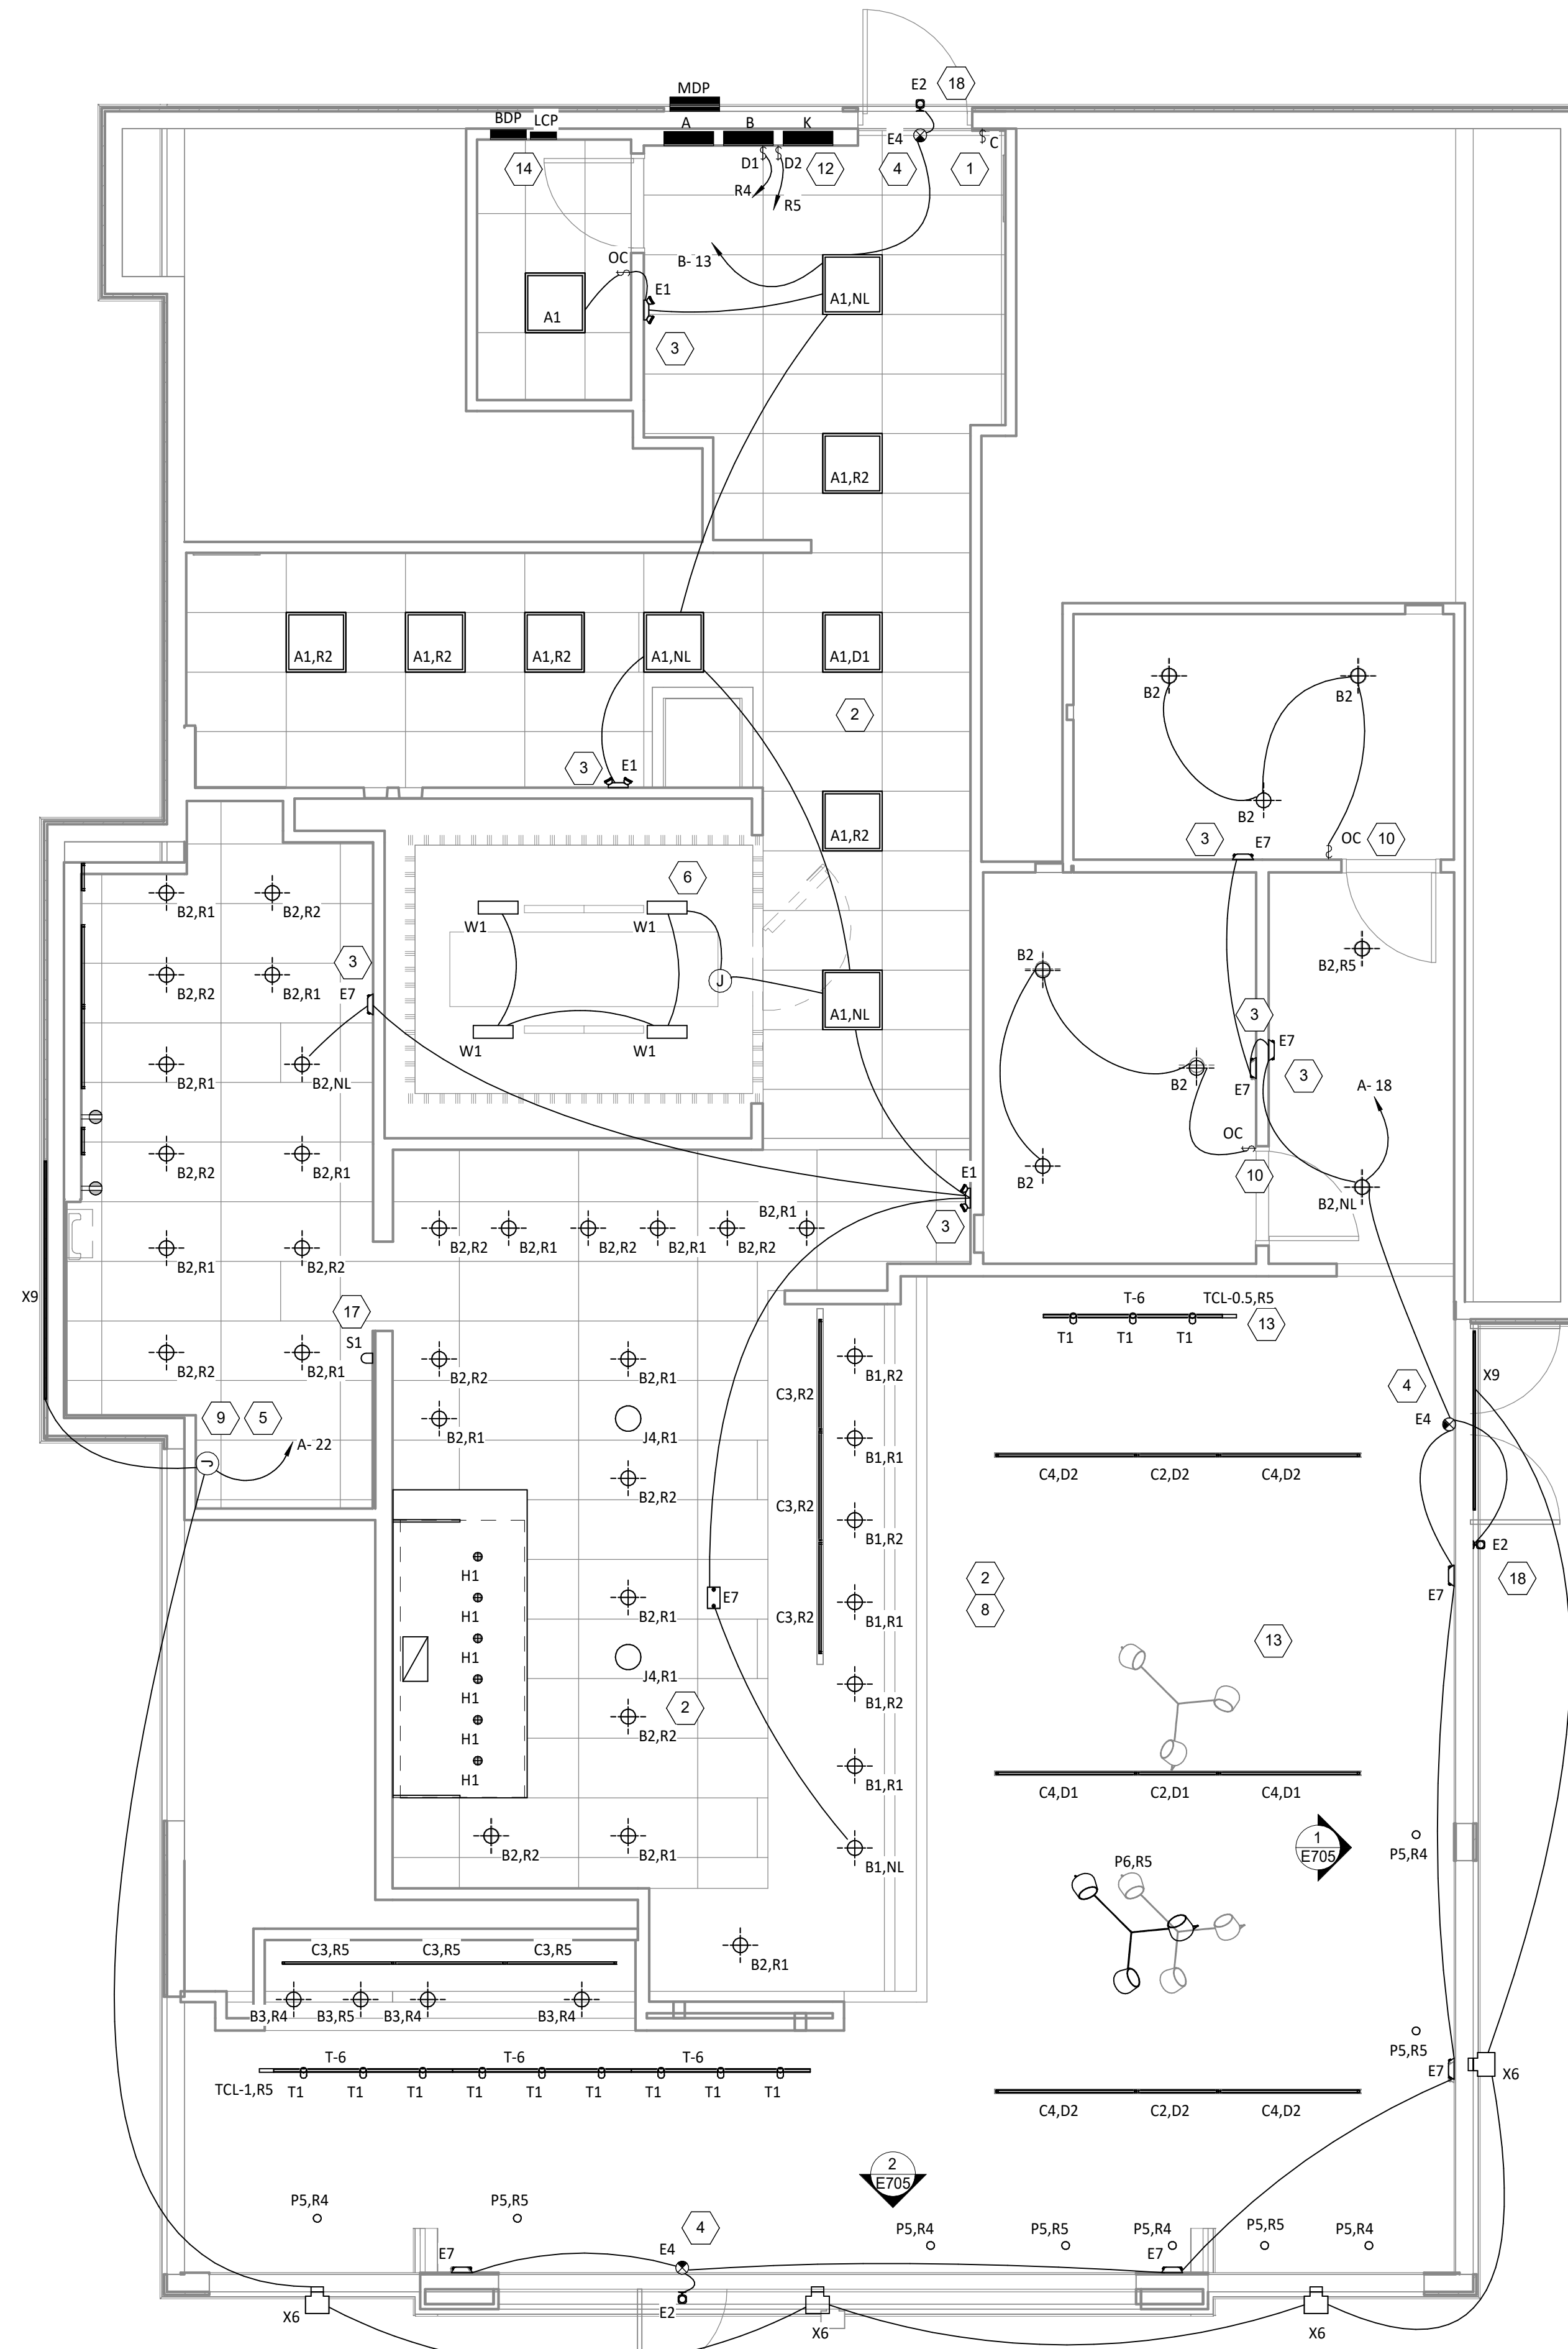 MDP
E2
18
BDP
LCP
A
B
K
E4
C
14
D1
D2
12
4
1
R4
R5
OC
B- 13
E1
A1
A1,NL
3
A1,R2
A1,R2
A1,R2
A1,R2
A1,NL
A1,D1
B2
B2
2
3
E1
B2
A1,R2
3
E7
OC
10
6
B2,R1
B2,R2
W1
W1
3
B2
B2,R5
B2,R2
B2,R1
E7
J
A1,NL
3
E7
W1
W1
B2,R1
B2,NL
B2
E7
3
A- 18
OC
B2,R2
B2,R1
E1
B2
10
B2,NL
B2,R1
3
B2,R2
B2,R1
B2,R2
B2,R1
B2,R2
B2,R1
B2,R2
X9
17
T-6
TCL-0.5,R5
S1
T1
T1
T1
13
B2,R2
B2,R1
B2,R2
B2,R1
B1,R2
X9
C3,R2
4
9
5
E4
B2,R1
J4,R1
A- 22
B1,R1
J
C4,D2
C2,D2
C4,D2
B2,R2
C3,R2
B1,R2
E2
H1
2
18
H1
B2,R1
E7
E7
8
C3,R2
B1,R1
H1
13
J4,R1
H1
2
B1,R2
H1
B2,R2
H1
B1,R1
C4,D1
C2,D1
C4,D1
B2,R2
B2,R1
1
E705
P5,R4
B1,NL
P6,R5
C3,R5
C3,R5
C3,R5
B2,R1
B3,R4
B3,R5
B3,R4
B3,R4
P5,R5
T-6
T-6
T-6
E7
X6
TCL-1,R5
T1
T1
T1
T1
T1
T1
T1
T1
T1
C4,D2
C2,D2
C4,D2
2
E705
P5,R4
P5,R5
4
P5,R4
P5,R5
P5,R4
P5,R5
P5,R4
E7
E4
E7
X6
E2
X6
X6